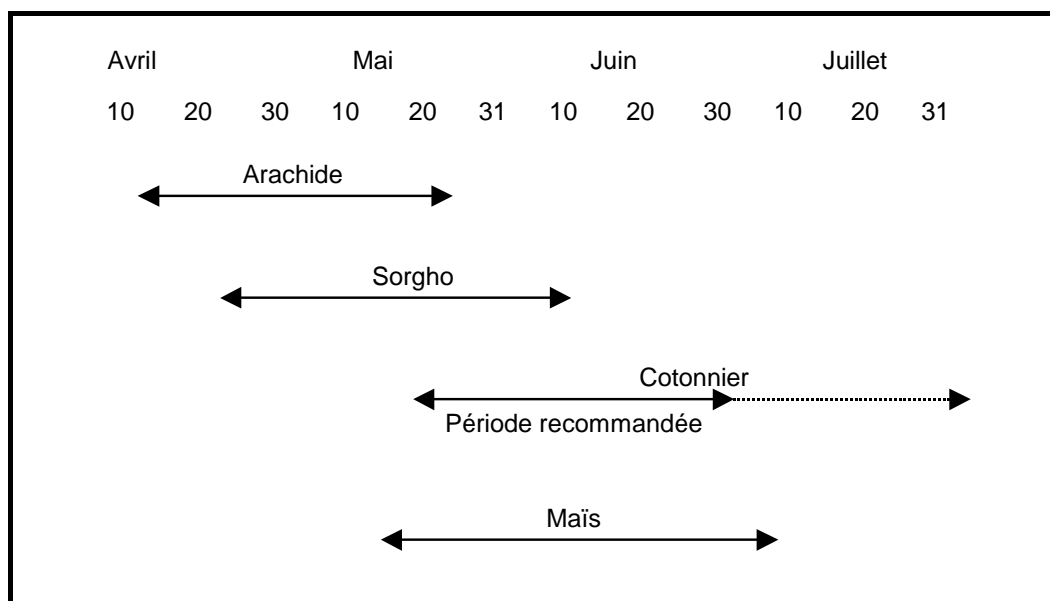 Avril Mai Juin Juillet
10 20 30 10 20 31 10 20 30 10 20 31
Arachide
Sorgho
Cotonnier
Période recommandée
Maïs